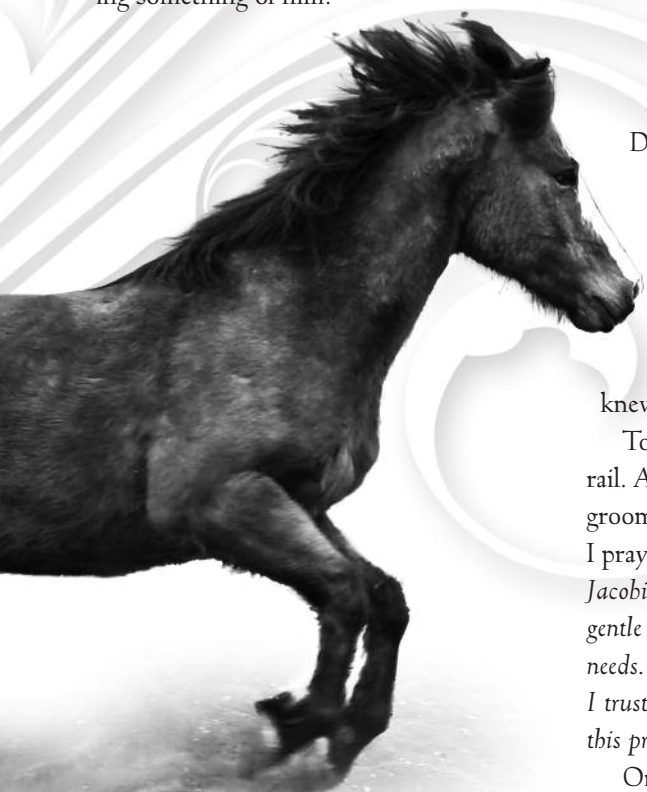 ing something of him.
D
knew
To
rail. A
groom
I pray
Jacobi
gentle
needs.
I trust
this pr
On